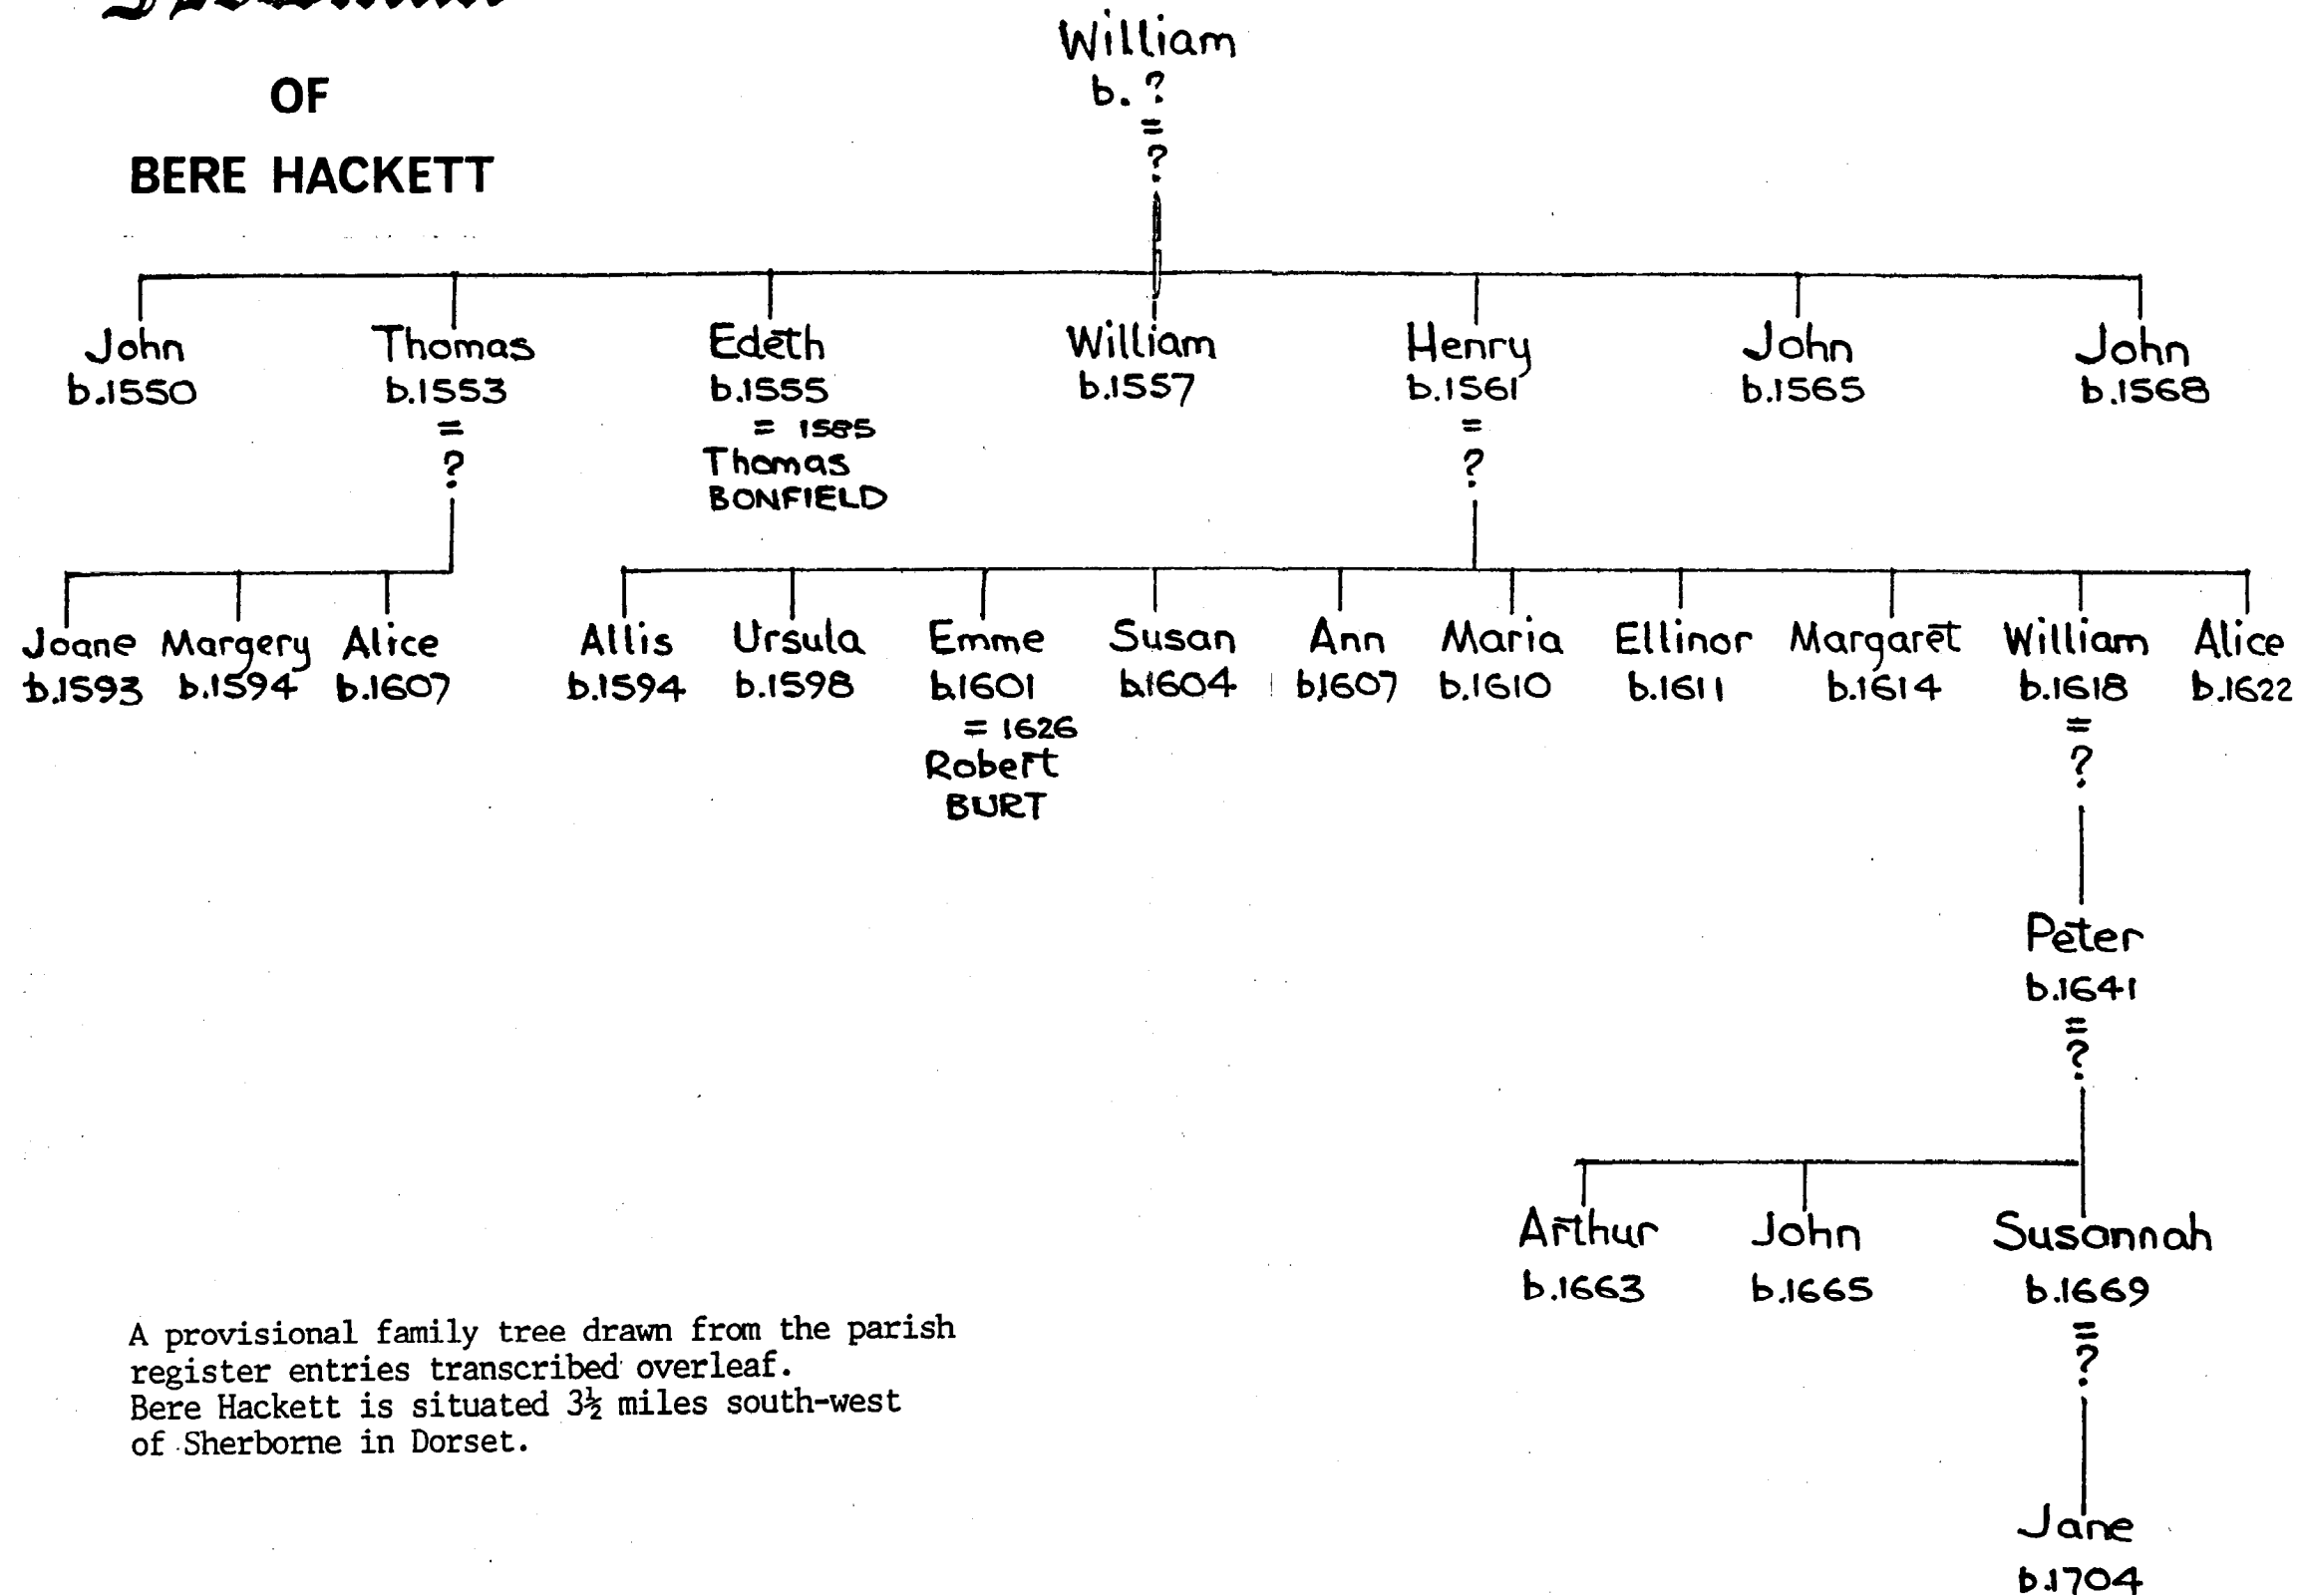 OF
BERE HACKETT
William
b. ?
=
?
John Thomas Edeth William Henry John John
b.1550 b.1553 b.1555 b.1557 b.1561 b.1565 b.1568
= = 1585 =
? Thomas ?
BONFIELD
Joane Margery Alice Allis Ursula Emme Susan Ann Maria Ellinor Margaret William Alice
b.1593 b.1594 b.1607 b.1594 b.1598 b.1601 b.1604 b.1607 b.1610 b.1611 b.1614 b.1618 b.1622
= 1626 =
Robert ?
BURT
Peter
b.1641
=
?
Arthur John Susannah
b.1663 b.1665 b.1669
=
?
Jane
b.1704
A provisional family tree drawn from the parish
register entries transcribed overleaf.
Bere Hackett is situated 3½ miles south-west
of Sherborne in Dorset.